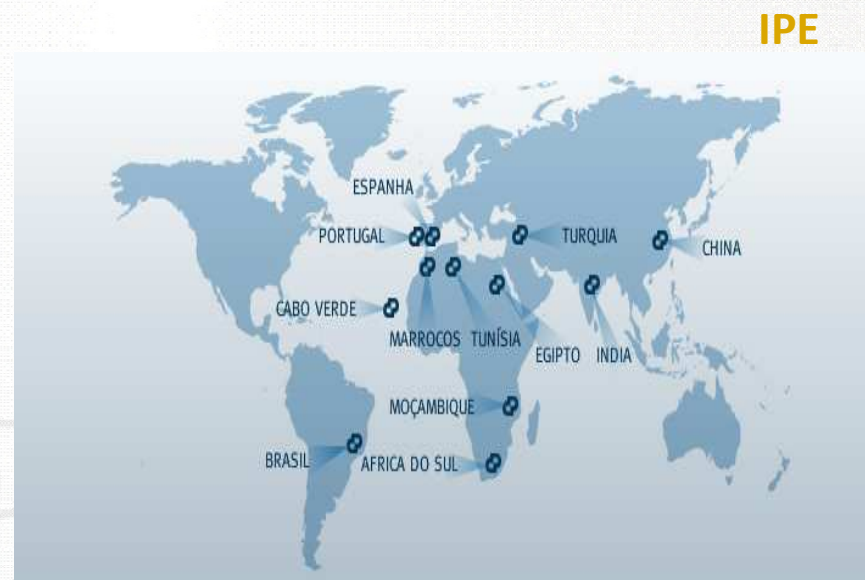 IPE
ESPANHA
PORTUGAL
TURQUIA
CHINA
CABO VERDE
MARROCOS
TUNÍSIA
EGIPTO
INDIA
MOÇAMBIQUE
BRASIL
AFRICA DO SUL